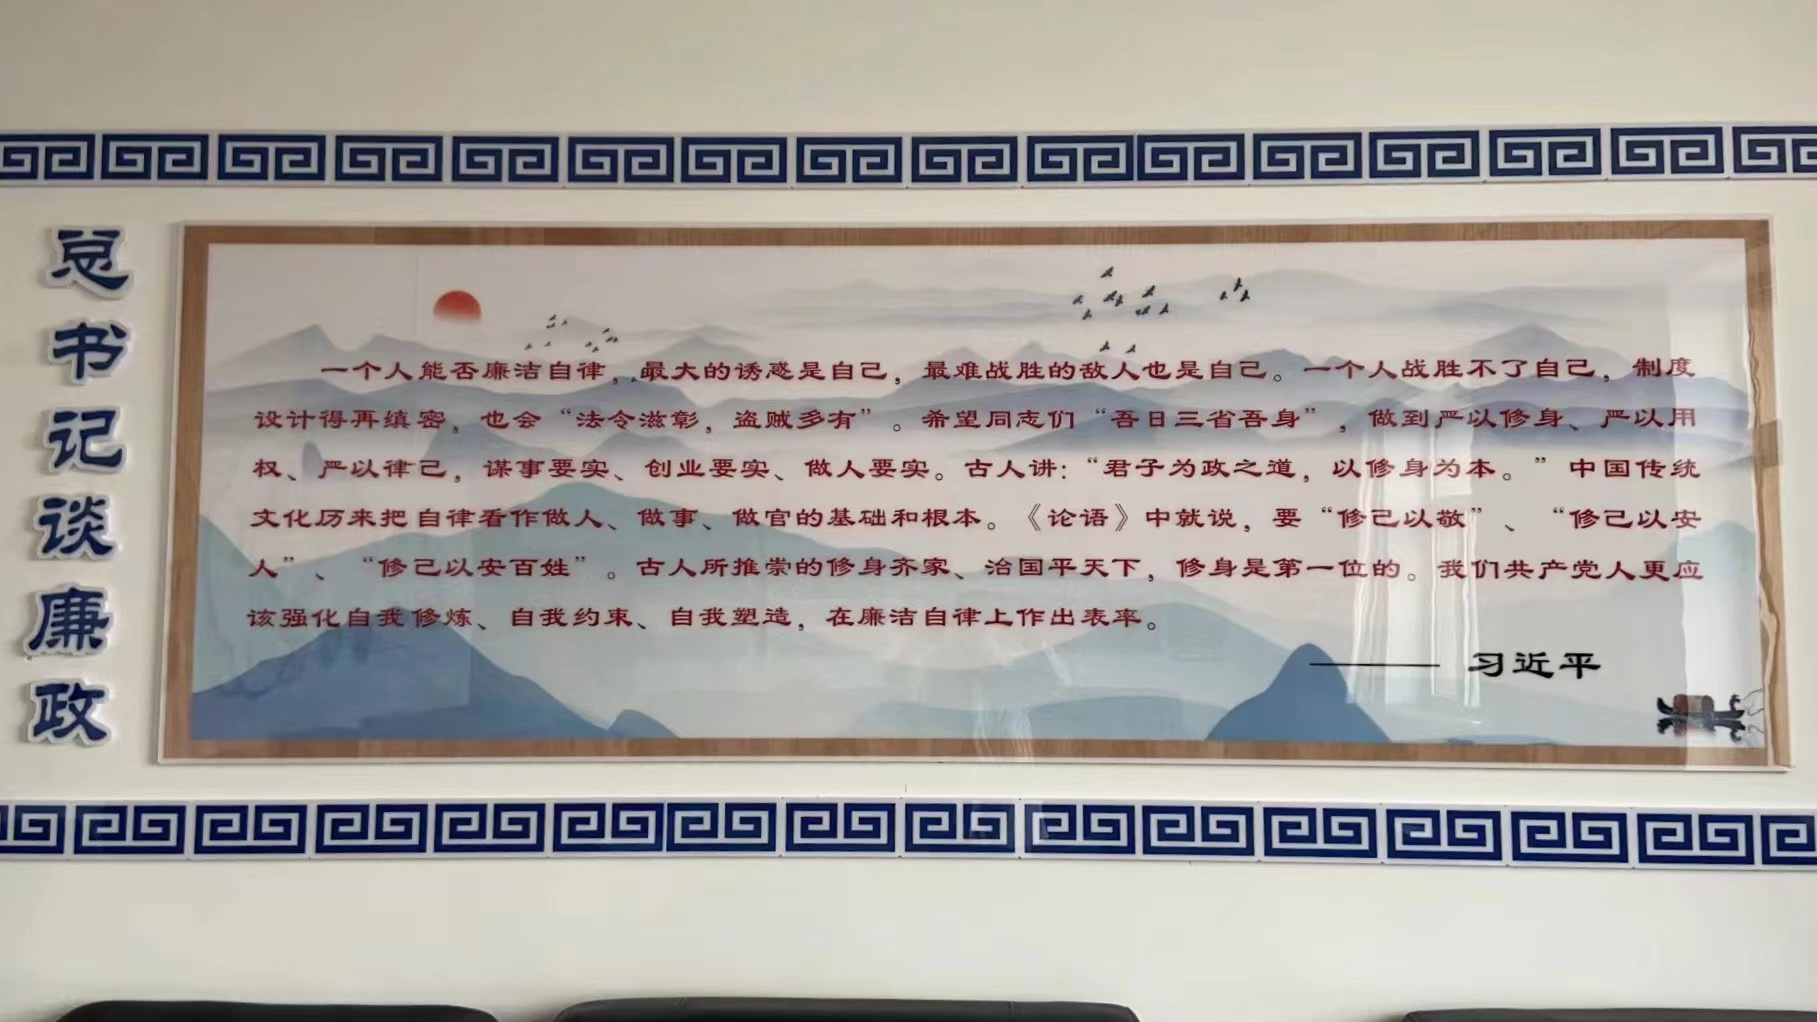 总书记谈廉政
一个人能否廉洁自律，最大的诱惑是自己，最难战胜的敌人也是自己。一个人战胜不了自己，制度
设计得再缜密，也会“法令滋彰，盗贼多有”。希望同志们“吾日三省吾身”，做到严以修身、严以用
权、严以律己，谋事要实、创业要实、做人要实。古人讲：“君子为政之道，以修身为本。”中国传统
文化历来把自律看作做人、做事、做官的基础和根本。《论语》中就说，要“修己以敬”、“修己以安
人”、“修己以安百姓”。古人所推崇的修身齐家、治国平天下，修身是第一位的。我们共产党人更应
该强化自我修炼、自我约束、自我塑造，在廉洁自律上作出表率。
——习近平